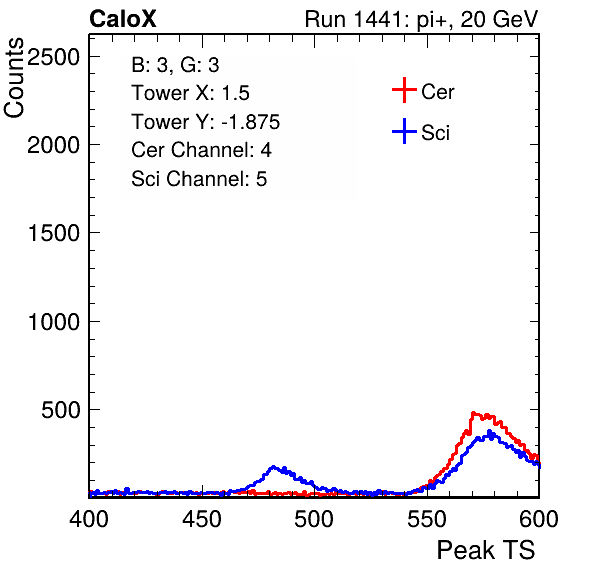 CaloX
Run 1441: pi+, 20 GeV
Counts
2500
2000
1500
1000
500
B: 3, G: 3
Tower X: 1.5
Tower Y: -1.875
Cer Channel: 4
Sci Channel: 5
Cer
Sci
400
450
500
550
600
Peak TS